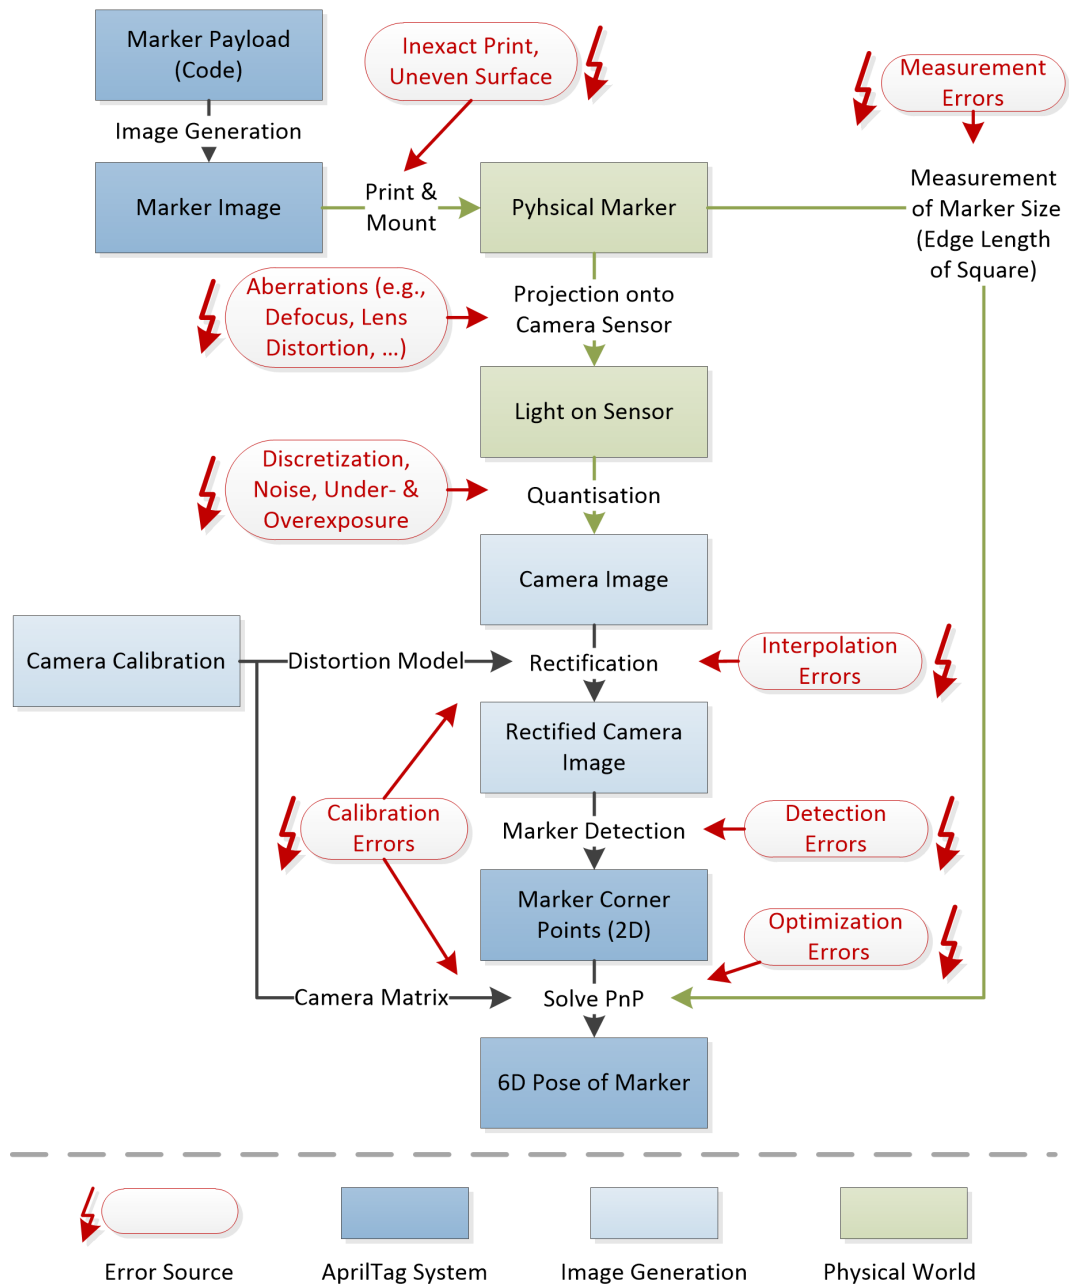 Marker Payload
(Code)
Inexact Print,
Uneven Surface
Measurement
Errors
Image Generation
Marker Image
Print &
Mount
Pyhsical Marker
Measurement
of Marker Size
(Edge Length
of Square)
Aberrations (e.g.,
Defocus, Lens
Distortion, ...)
Projection onto
Camera Sensor
Light on Sensor
Discretization,
Noise, Under- &
Overexposure
Quantisation
Camera Image
Camera Calibration
Distortion Model
Rectification
Interpolation
Errors
Rectified Camera
Image
Calibration
Errors
Marker Detection
Detection
Errors
Marker Corner
Points (2D)
Optimization
Errors
Camera Matrix
Solve PnP
6D Pose of Marker
Error Source
AprilTag System
Image Generation
Physical World